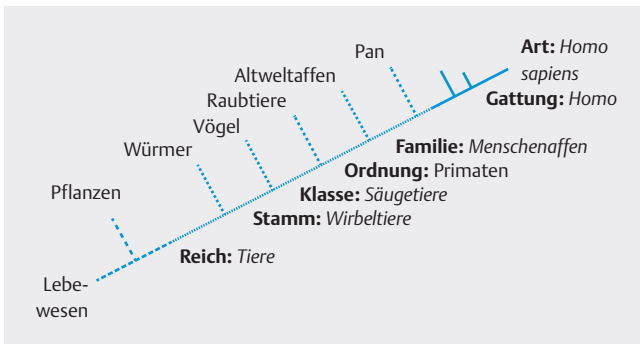 Pan
Art: Homo
sapiens
Altweltaffen
Raubtiere
Gattung: Homo
Vögel
Würmer
Familie: Menschenaffen
Ordnung: Primaten
Pflanzen
Klasse: Säugetiere
Stamm: Wirbeltiere
Reich: Tiere
Lebe-
wesen